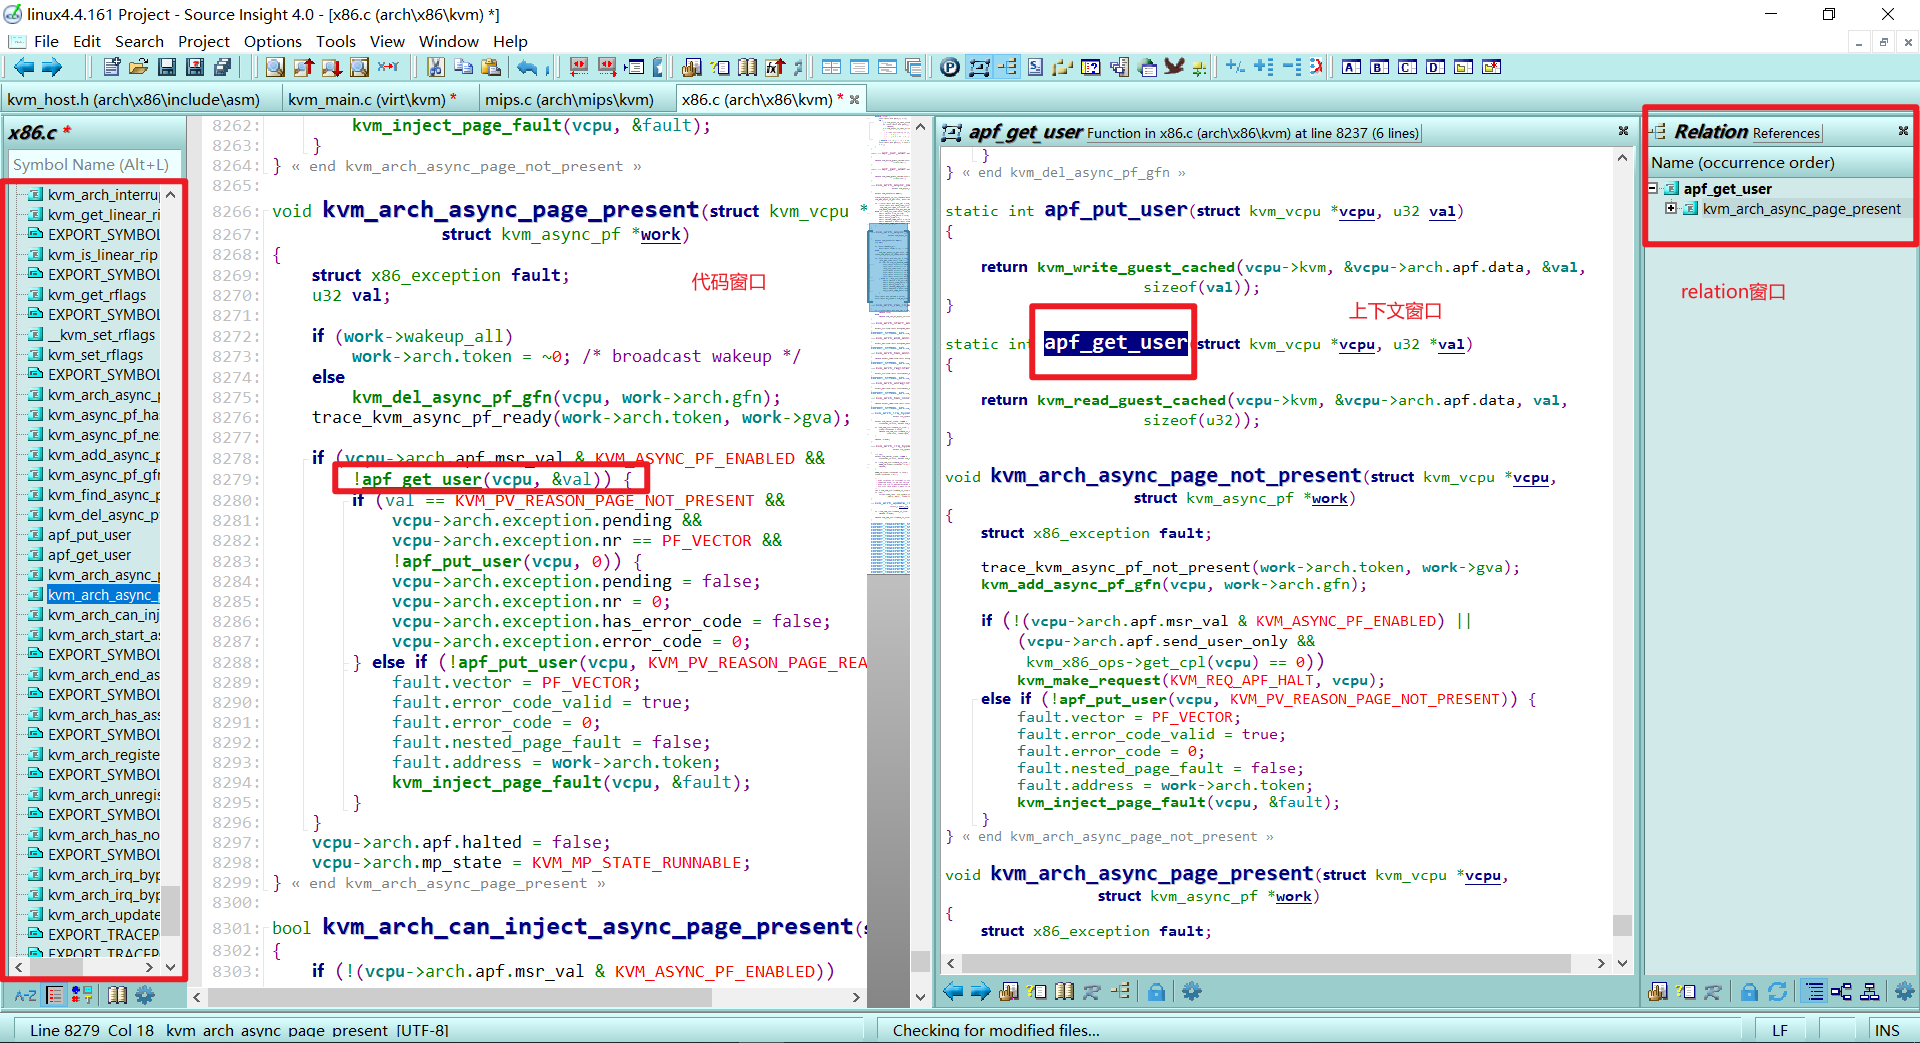 linux4.4.161 Project - Source Insight 4.0 - [x86.c (arch\x86\kvm) *]
File Edit Search Project Options Tools View Window Help
kvm_host.h (arch\x86\include\asm)
kvm_main.c (virt\kvm) *
mips.c (arch\mips\kvm)
x86.c (arch\x86\kvm) *
x86.c *
Symbol Name (Alt+L)
kvm_arch_interru
kvm_get_linear_ri
EXPORT_SYMBOL
kvm_is_linear_rip
EXPORT_SYMBOL
kvm_get_rflags
EXPORT_SYMBOL
__kvm_set_rflags
kvm_set_rflags
EXPORT_SYMBOL
kvm_arch_async_p
kvm_async_pf_has
kvm_async_pf_ne
kvm_add_async_p
kvm_async_pf_gfn
kvm_find_async_p
kvm_del_async_p
apf_put_user
apf_get_user
kvm_arch_async_p
kvm_arch_async_p
kvm_arch_can_inj
kvm_arch_start_as
EXPORT_SYMBOL
kvm_arch_end_as
EXPORT_SYMBOL
kvm_arch_has_ass
EXPORT_SYMBOL
kvm_arch_registe
EXPORT_SYMBOL
kvm_arch_unregis
EXPORT_SYMBOL
kvm_arch_has_no
EXPORT_SYMBOL
kvm_arch_irq_byp
kvm_arch_irq_byp
kvm_arch_update
EXPORT_TRACEP
EXPORT_TRACEP
A-Z
8262: kvm_inject_page_fault(vcpu, &fault);
8263: }
8264: } « end kvm_arch_async_page_not_present »
8265:
8266: void kvm_arch_async_page_present(struct kvm_vcpu *
8267: struct kvm_async_pf *work)
8268: {
8269: struct x86_exception fault;
8270: u32 val;
代码窗口
8271:
8272: if (work->wakeup_all)
8273: work->arch.token = ~0; /* broadcast wakeup */
8274: else
8275: kvm_del_async_pf_gfn(vcpu, work->arch.gfn);
8276: trace_kvm_async_pf_ready(work->arch.token, work->gva);
8277:
8278: if (vcpu->arch.apf.msr_val & KVM_ASYNC_PF_ENABLED &&
8279: !apf_get_user(vcpu, &val)) {
8280: if (val == KVM_PV_REASON_PAGE_NOT_PRESENT &&
8281: vcpu->arch.exception.pending &&
8282: vcpu->arch.exception.nr == PF_VECTOR &&
8283: !apf_put_user(vcpu, 0)) {
8284: vcpu->arch.exception.pending = false;
8285: vcpu->arch.exception.nr = 0;
8286: vcpu->arch.exception.has_error_code = false;
8287: vcpu->arch.exception.error_code = 0;
8288: } else if (!apf_put_user(vcpu, KVM_PV_REASON_PAGE_REA
8289: fault.vector = PF_VECTOR;
8290: fault.error_code_valid = true;
8291: fault.error_code = 0;
8292: fault.nested_page_fault = false;
8293: fault.address = work->arch.token;
8294: kvm_inject_page_fault(vcpu, &fault);
8295: }
8296: }
8297: vcpu->arch.apf.halted = false;
8298: vcpu->arch.mp_state = KVM_MP_STATE_RUNNABLE;
8299: } « end kvm_arch_async_page_present »
8300:
8301: bool kvm_arch_can_inject_async_page_present(s
8302: {
8303: if (!(vcpu->arch.apf.msr_val & KVM_ASYNC_PF_ENABLED))
apf_get_user Function in x86.c (arch\x86\kvm) at line 8237 (6 lines)
}
} « end kvm_del_async_pf_gfn »
static int apf_put_user(struct kvm_vcpu *vcpu, u32 val)
{
return kvm_write_guest_cached(vcpu->kvm, &vcpu->arch.apf.data, &val,
sizeof(val));
}
上下文窗口
static int apf_get_user(struct kvm_vcpu *vcpu, u32 *val)
{
return kvm_read_guest_cached(vcpu->kvm, &vcpu->arch.apf.data, val,
sizeof(u32));
}
void kvm_arch_async_page_not_present(struct kvm_vcpu *vcpu,
struct kvm_async_pf *work)
{
struct x86_exception fault;
trace_kvm_async_pf_not_present(work->arch.token, work->gva);
kvm_add_async_pf_gfn(vcpu, work->arch.gfn);
if (!(vcpu->arch.apf.msr_val & KVM_ASYNC_PF_ENABLED) ||
(vcpu->arch.apf.send_user_only &&
kvm_x86_ops->get_cpl(vcpu) == 0))
kvm_make_request(KVM_REQ_APF_HALT, vcpu);
else if (!apf_put_user(vcpu, KVM_PV_REASON_PAGE_NOT_PRESENT)) {
fault.vector = PF_VECTOR;
fault.error_code_valid = true;
fault.error_code = 0;
fault.nested_page_fault = false;
fault.address = work->arch.token;
kvm_inject_page_fault(vcpu, &fault);
}
} « end kvm_arch_async_page_not_present »
void kvm_arch_async_page_present(struct kvm_vcpu *vcpu,
struct kvm_async_pf *work)
{
struct x86_exception fault;
Relation References
Name (occurrence order)
apf_get_user
kvm_arch_async_page_present
relation窗口
Line 8279 Col 18 kvm_arch_async_page_present [UTF-8]
Checking for modified files...
LF
INS